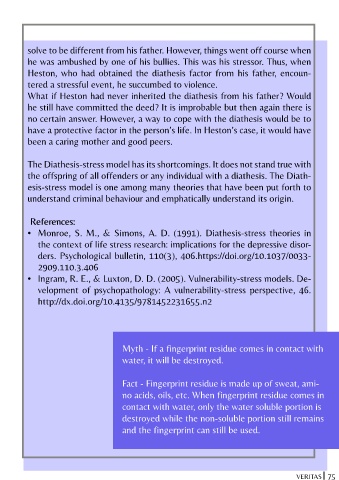 solve to be different from his father. However, things went off course when
he was ambushed by one of his bullies. This was his stressor. Thus, when
Heston, who had obtained the diathesis factor from his father, encoun-
tered a stressful event, he succumbed to violence.
What if Heston had never inherited the diathesis from his father? Would
he still have committed the deed? It is improbable but then again there is
no certain answer. However, a way to cope with the diathesis would be to
have a protective factor in the person's life. In Heston's case, it would have
been a caring mother and good peers.
The Diathesis-stress model has its shortcomings. It does not stand true with
the offspring of all offenders or any individual with a diathesis. The Diath-
esis-stress model is one among many theories that have been put forth to
understand criminal behaviour and emphatically understand its origin.
References:
• Monroe, S. M., & Simons, A. D. (1991). Diathesis-stress theories in
the context of life stress research: implications for the depressive disor-
ders. Psychological bulletin, 110(3), 406.https://doi.org/10.1037/0033-
2909.110.3.406
• Ingram, R. E., & Luxton, D. D. (2005). Vulnerability-stress models. De-
velopment of psychopathology: A vulnerability-stress perspective, 46.
http://dx.doi.org/10.4135/9781452231655.n2
Myth - If a fingerprint residue comes in contact with
water, it will be destroyed.
Fact - Fingerprint residue is made up of sweat, ami-
no acids, oils, etc. When fingerprint residue comes in
contact with water, only the water soluble portion is
destroyed while the non-soluble portion still remains
and the fingerprint can still be used.
VERITAS 75